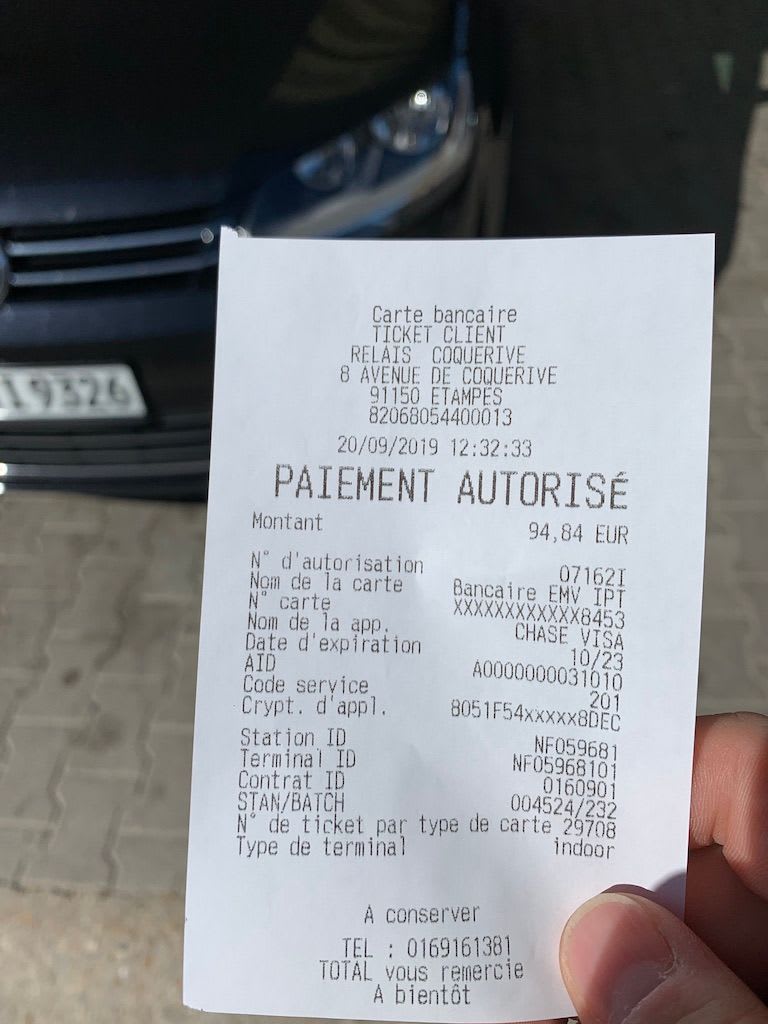 Carte bancaire
TICKET CLIENT
RELAIS COQUERIVE
8 AVENUE DE COQUERIVE
91150 ETAMPES
82068054400013
20/09/2019 12:32:33
PAIEMENT AUTORISÉ
Montant 94,84 EUR
N° d'autorisation 07162I
Nom de la carte Bancaire EMV IPT
N° carte XXXXXXXXXXXX8453
Nom de la app. CHASE VISA
Date d'expiration 10/23
AID A0000000031010
Code service 201
Crypt. d'appl. 8051F54xxxxx8DEC
Station ID NF059681
Terminal ID NF05968101
Contrat ID 0160901
STAN/BATCH 004524/232
N° de ticket par type de carte 29708
Type de terminal indoor
A conserver
TEL : 0169161381
TOTAL vous remercie
A bientôt
9326